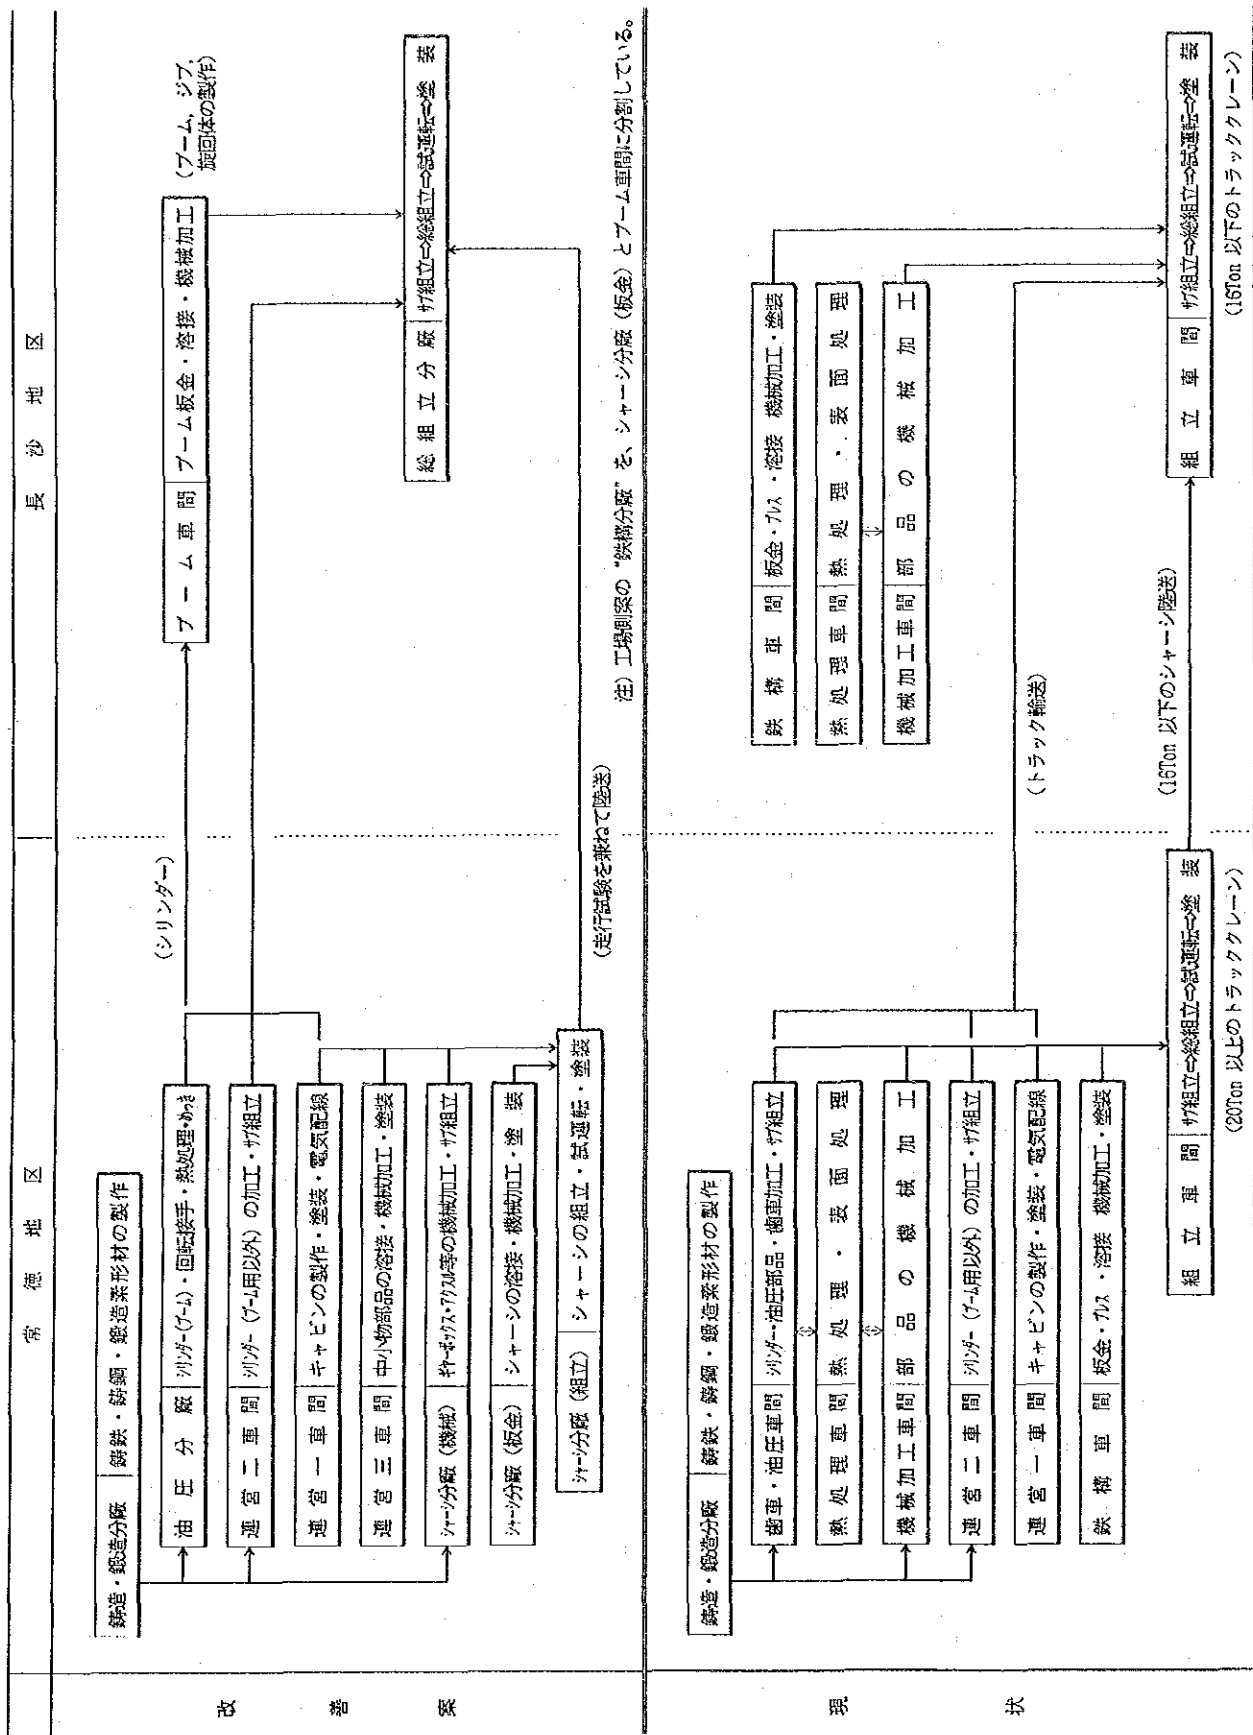 常 徳 地 区
長 沙 地 区
改 善 案
鋳造・鍛造分廠 鋳鉄・鋳鋼・鍛造素形材の製作
油 圧 分 廠 シリンダー(ブーム)・回転接手・熱処理・めっき
連 営 二 車 間 シリンダー (ブーム用以外) の加工・サブ組立
連 営 一 車 間 キャビンの製作・塗装・電気配線
連 営 三 車 間 中小物部品の溶接・機械加工・塗装
シャーシ分廠 (機械) ギヤーボックス・アクスル等の機械加工・サブ組立
シャーシ分廠 (板金) シャーシの溶接・機械加工・塗 装
シャーシ分廠 (組立) シャーシの組立・試運転・塗装
(シリンダー)
(走行試験を兼ねて陸送)
ブ ー ム 車 間 ブーム板金・溶接・機械加工
(ブーム, ジブ,
旋回体の製作)
総 組 立 分 廠 サブ組立⇒総組立⇒試運転⇒塗 装
注) 工場側案の "鉄構分廠" を、シャーシ分廠 (板金) とブーム車間に分割している。
現 状
鋳造・鍛造分廠 鋳鉄・鋳鋼・鍛造素形材の製作
歯車・油圧車間 シリンダー・油圧部品・歯車加工・サブ組立
熱 処 理 車 間 熱 処 理 ・ 表 面 処 理
機械加工車間 部 品 の 機 械 加 工
連 営 二 車 間 シリンダー (ブーム用以外) の加工・サブ組立
連 営 一 車 間 キャビンの製作・塗装・電気配線
鉄 構 車 間 板金・プレス・溶接 機械加工・塗装
組 立 車 間 サブ組立⇒総組立⇒試運転⇒塗 装
(20Ton 以上のトラッククレーン)
(トラック輸送)
(16Ton 以下のシャーシ陸送)
鉄 構 車 間 板金・プレス・溶接 機械加工・塗装
熱 処 理 車 間 熱 処 理 ・ 表 面 処 理
機械加工車間 部 品 の 機 械 加 工
組 立 車 間 サブ組立⇒総組立⇒試運転⇒塗 装
(16Ton 以下のトラッククレーン)